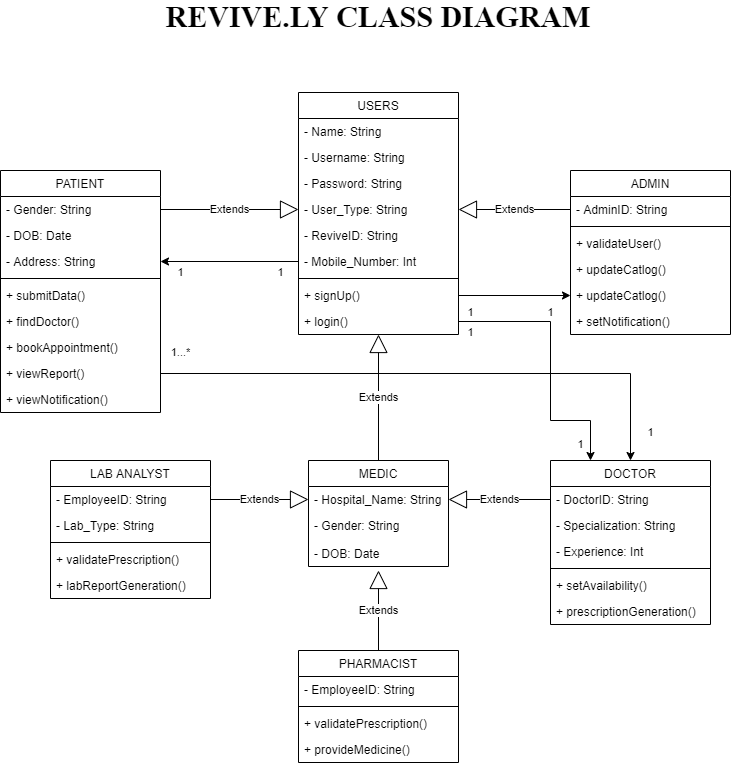 REVIVE.LY CLASS DIAGRAM
USERS
- Name: String
- Username: String
- Password: String
- User_Type: String
- ReviveID: String
- Mobile_Number: Int
+ signUp()
+ login()
PATIENT
- Gender: String
- DOB: Date
- Address: String
+ submitData()
+ findDoctor()
+ bookAppointment()
+ viewReport()
+ viewNotification()
ADMIN
- AdminID: String
+ validateUser()
+ updateCatlog()
+ updateCatlog()
+ setNotification()
Extends
Extends
1
1
1
1
1
1...*
1
1
Extends
LAB ANALYST
- EmployeeID: String
- Lab_Type: String
+ validatePrescription()
+ labReportGeneration()
Extends
MEDIC
- Hospital_Name: String
- Gender: String
- DOB: Date
Extends
DOCTOR
- DoctorID: String
- Specialization: String
- Experience: Int
+ setAvailability()
+ prescriptionGeneration()
Extends
PHARMACIST
- EmployeeID: String
+ validatePrescription()
+ provideMedicine()